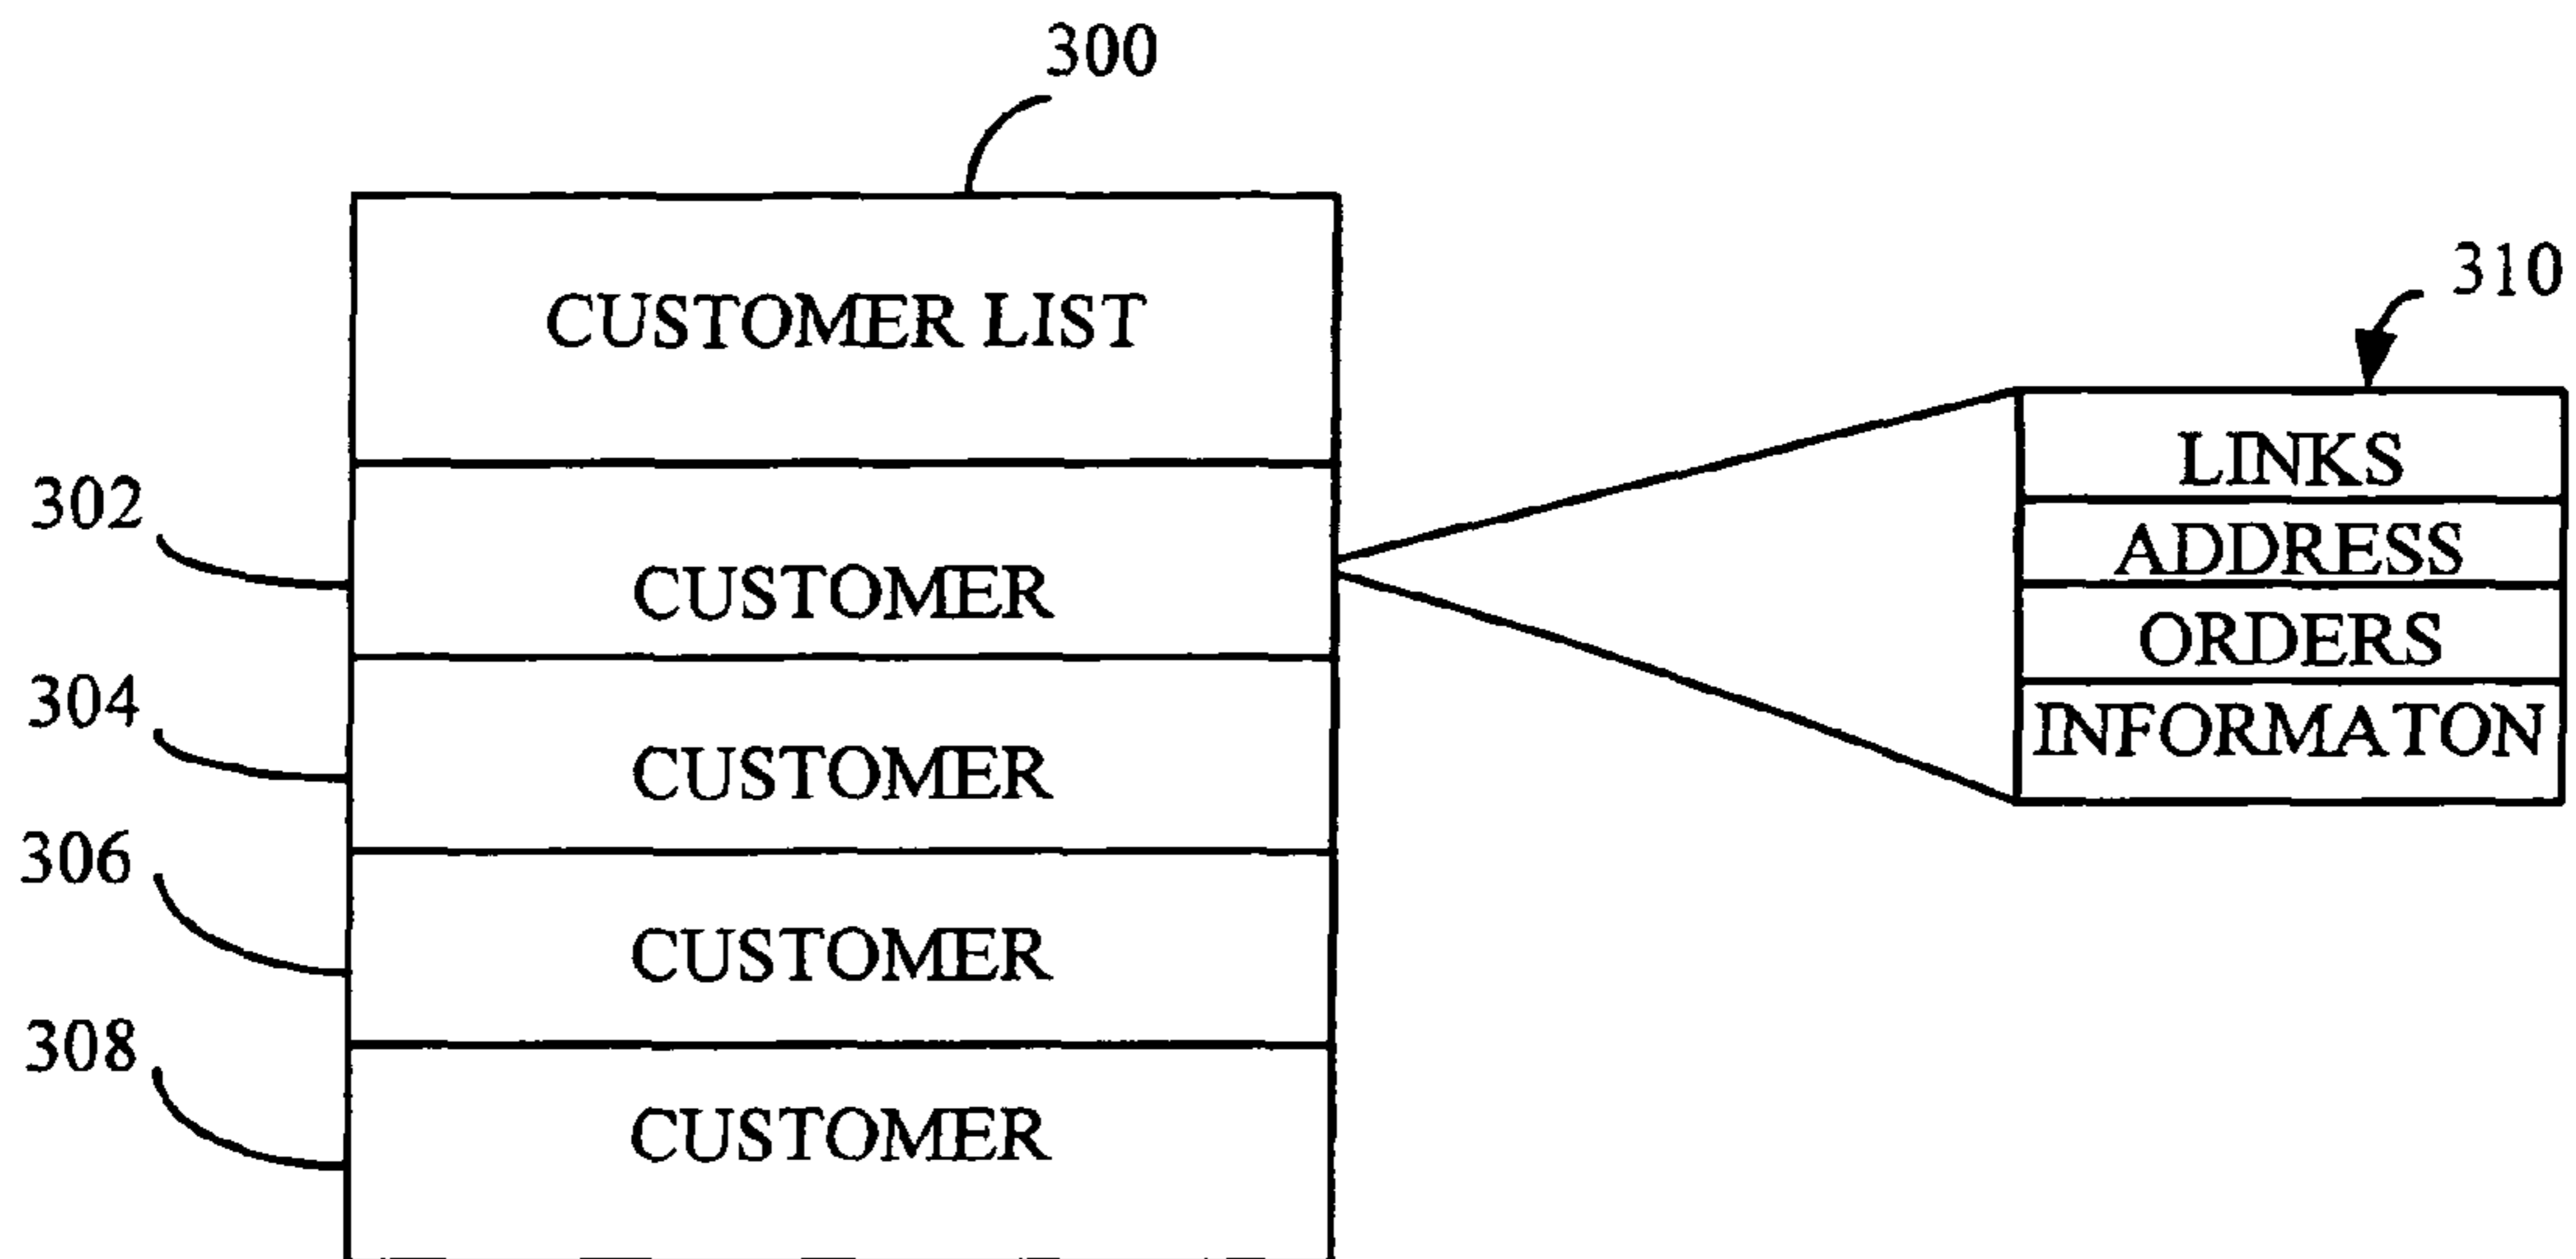 300
CUSTOMER LIST
310
LINKS
302
ADDRESS
CUSTOMER
ORDERS
304
INFORMATON
CUSTOMER
306
CUSTOMER
308
CUSTOMER